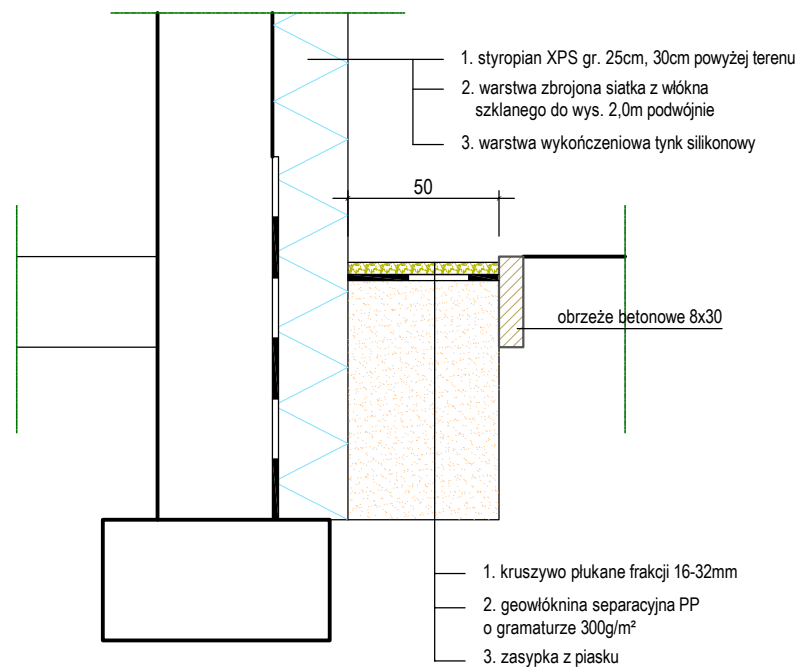 1. styropian XPS gr. 25cm, 30cm powyżej terenu
2. warstwa zbrojona siatka z włókna
szklanego do wys. 2,0m podwójnie
3. warstwa wykończeniowa tynk silikonowy
50
obrzeże betonowe 8x30
1. kruszywo płukane frakcji 16-32mm
2. geowłóknina separacyjna PP
o gramaturze 300g/m²
3. zasypka z piasku